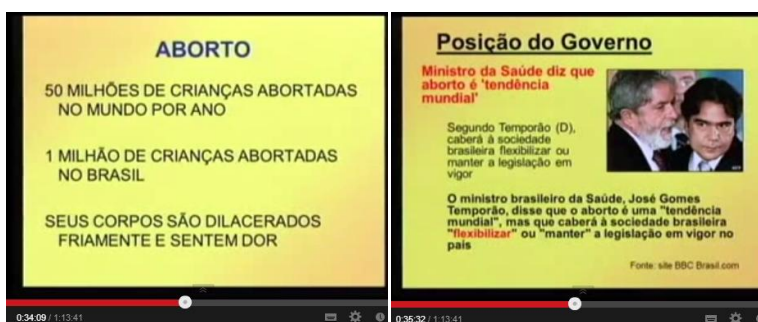 ABORTO
50 MILHÕES DE CRIANÇAS ABORTADAS
NO MUNDO POR ANO
1 MILHÃO DE CRIANÇAS ABORTADAS
NO BRASIL
SEUS CORPOS SÃO DILACERADOS
FRIAMENTE E SENTEM DOR
0:34:09 / 1:13:41
Posição do Governo
Ministro da Saúde diz que
aborto é 'tendência
mundial'
Segundo Temporão (D),
caberá à sociedade
brasileira flexibilizar ou
manter a legislação em
vigor
O ministro brasileiro da Saúde, José Gomes
Temporão, disse que o aborto é uma "tendência
mundial", mas que caberá à sociedade brasileira
"flexibilizar" ou "manter" a legislação em vigor no
país
Fonte: site BBC Brasil.com
0:35:32 / 1:13:41